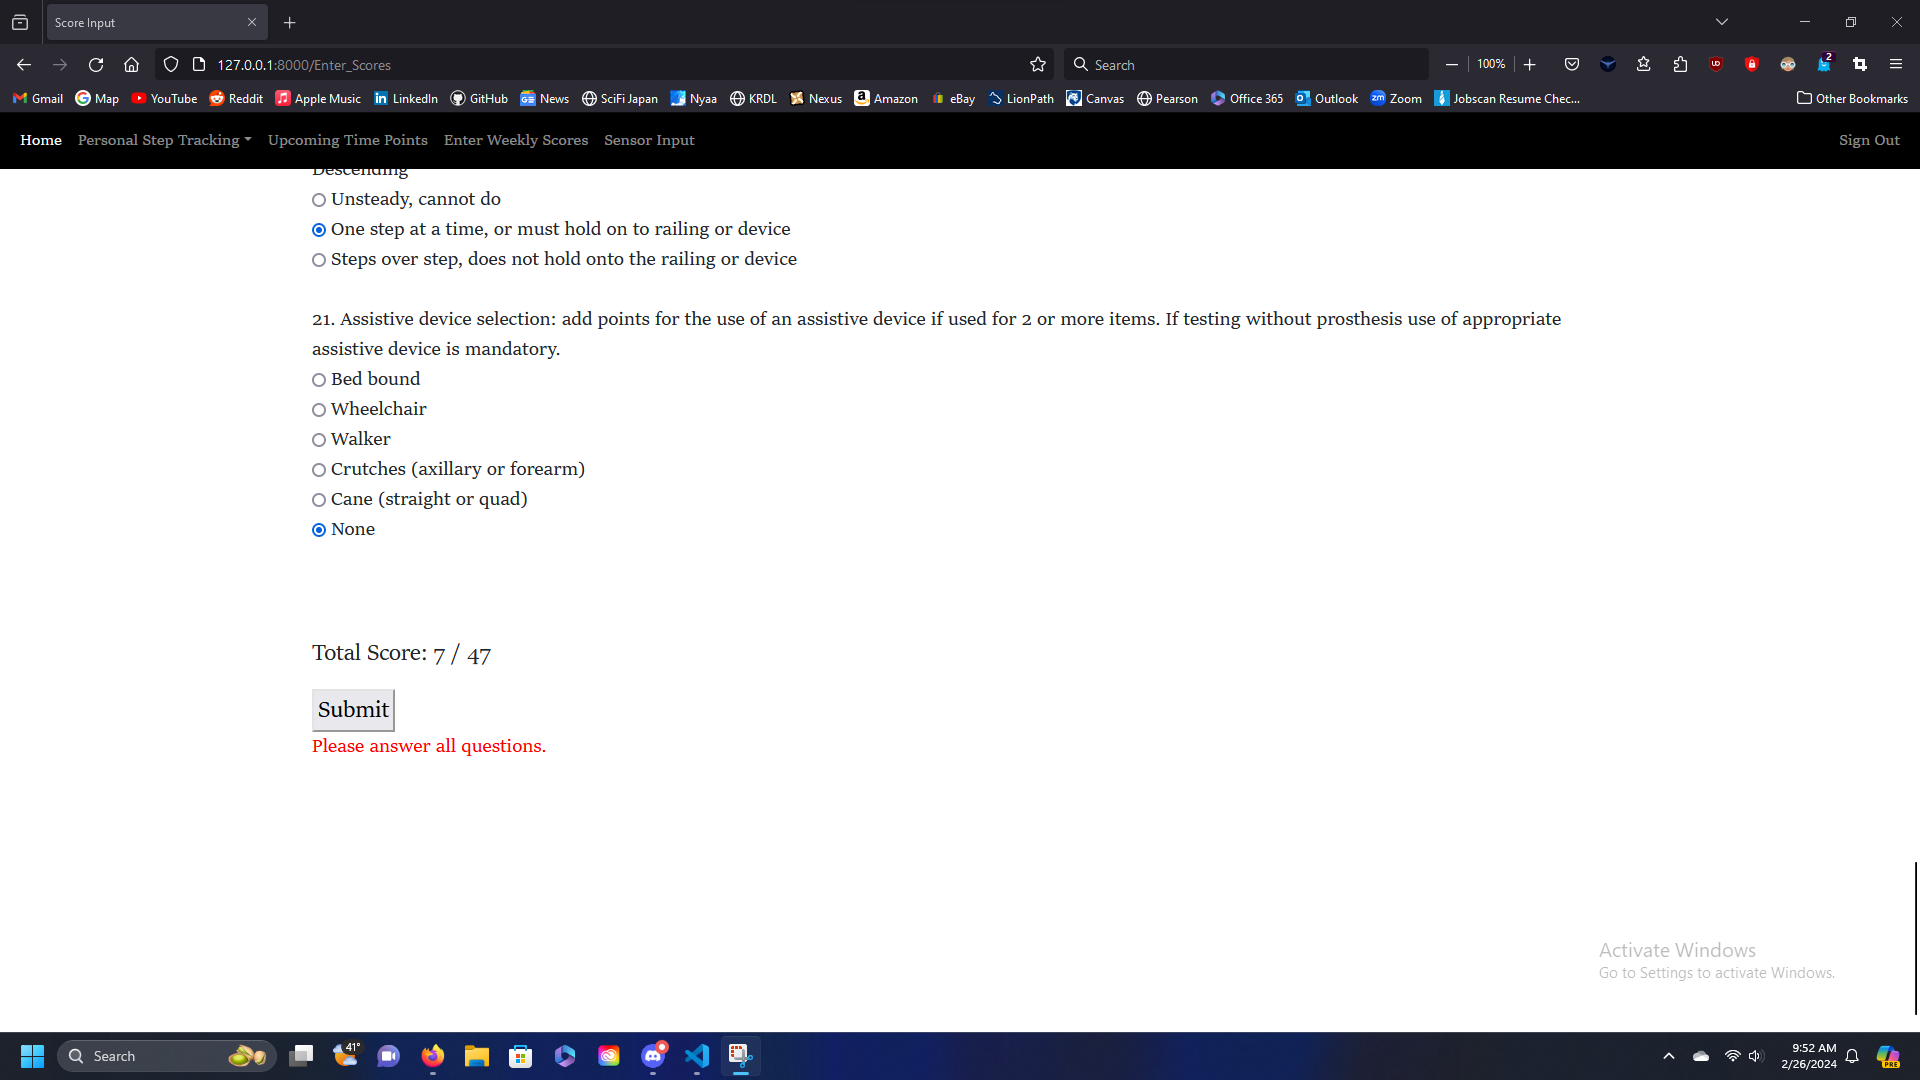 Score Input
127.0.0.1:8000/Enter_Scores
Search
100%
2
Gmail Map YouTube Reddit Apple Music LinkedIn GitHub News SciFi Japan Nyaa KRDL Nexus Amazon eBay LionPath Canvas Pearson Office 365 Outlook Zoom Jobscan Resume Chec... Other Bookmarks
Home Personal Step Tracking Upcoming Time Points Enter Weekly Scores Sensor Input Sign Out
Descending
Unsteady, cannot do
One step at a time, or must hold on to railing or device
Steps over step, does not hold onto the railing or device
21. Assistive device selection: add points for the use of an assistive device if used for 2 or more items. If testing without prosthesis use of appropriate
assistive device is mandatory.
Bed bound
Wheelchair
Walker
Crutches (axillary or forearm)
Cane (straight or quad)
None
Total Score: 7 / 47
Submit
Please answer all questions.
Activate Windows
Go to Settings to activate Windows.
Search
41°
9:52 AM
2/26/2024
PRE